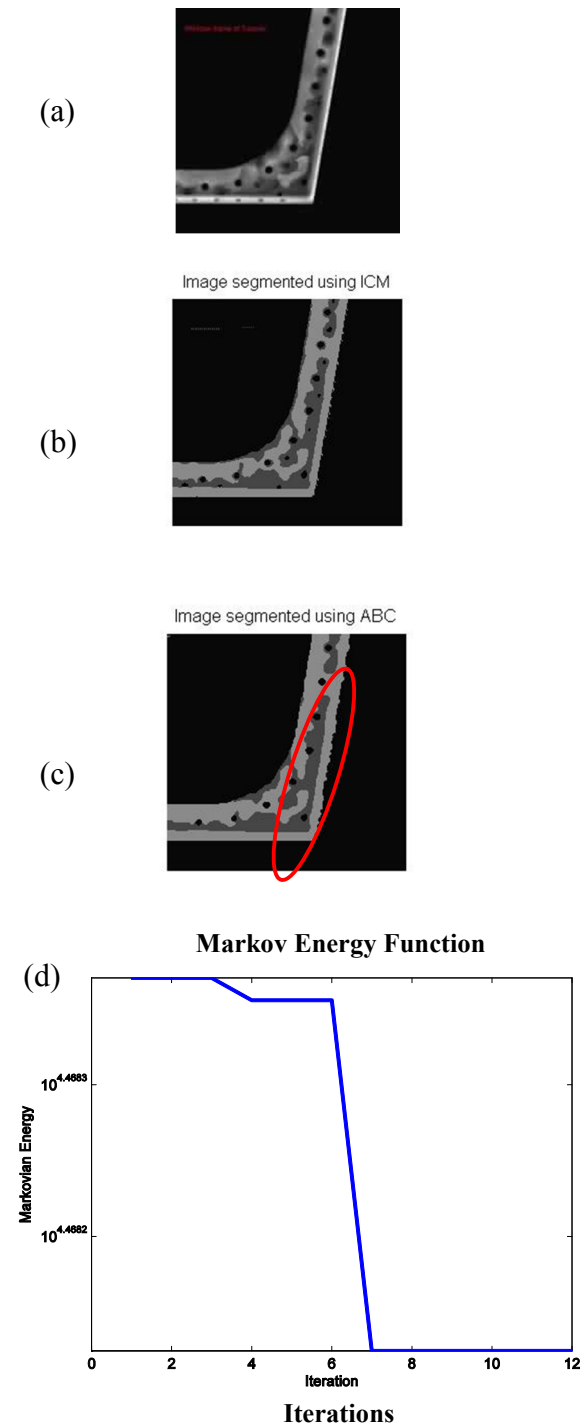 (a)
Image segmented using ICM
(b)
Image segmented using ABC
(c)
Markov Energy Function
(d)
10^4.4683
Markovian Energy
10^4.4682
0 2 4 6 8 10 12
Iteration
Iterations